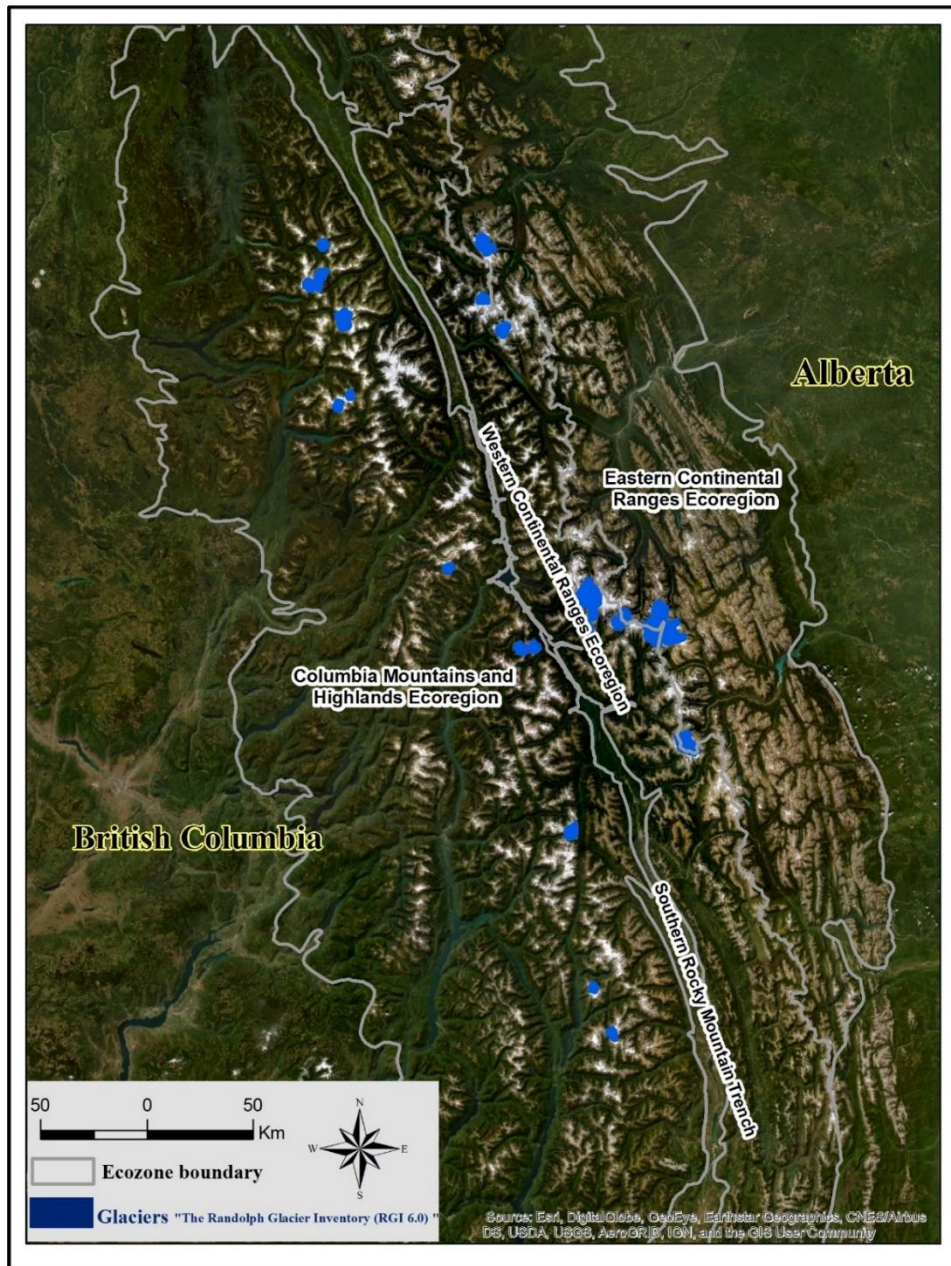 Alberta
Eastern Continental
Ranges Ecoregion
Western Continental Ranges Ecoregion
Columbia Mountains and
Highlands Ecoregion
British Columbia
Southern Rocky Mountain Trench
50 0 50
Km
N
W E
S
Ecozone boundary
Glaciers "The Randolph Glacier Inventory (RGI 6.0) "
Source: Esri, DigitalGlobe, GeoEye, Earthstar Geographics, CNES/Airbus
DS, USDA, USGS, AeroGRID, IGN, and the GIS User Community